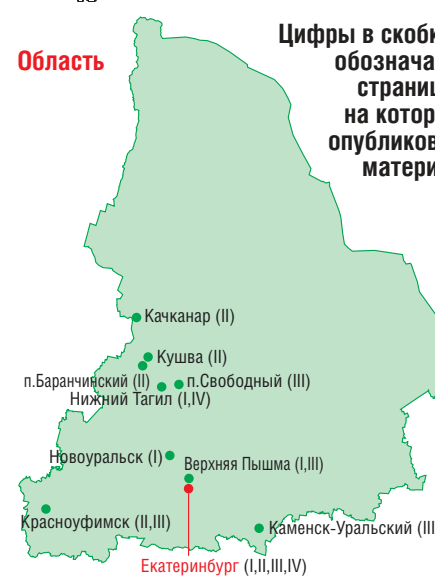 Область
Цифры в скобк
обознача
страниц
на котор
опубликов
матери
Качканар (II)
Кушва (II)
п.Баранчинский (II)
п.Свободный (III)
Нижний Тагил (I,IV)
Новоуральск (I)
Верхняя Пышма (I,III)
Красноуфимск (II,III)
Каменск-Уральский (III
Екатеринбург (I,II,III,IV)